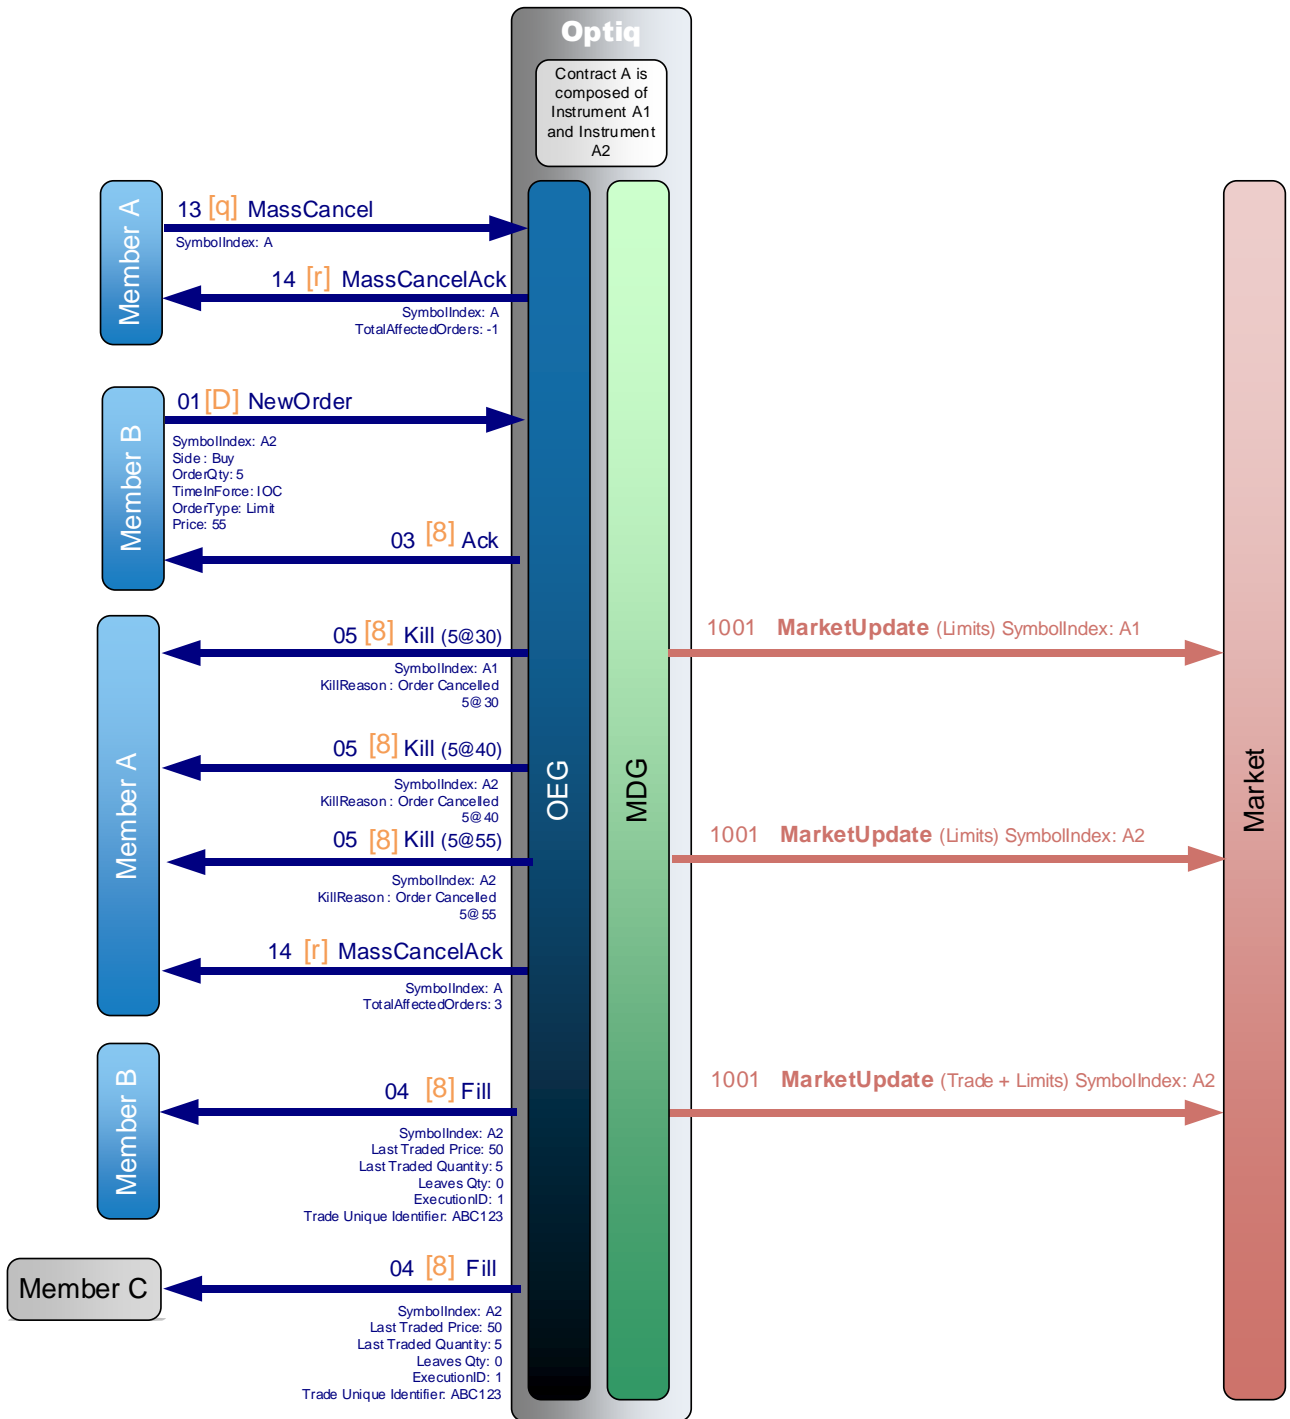 Optiq
Contract A is
composed of
Instrument A1
and Instrument
A2
Member A
13 [q] MassCancel
SymbolIndex: A
14 [r] MassCancelAck
SymbolIndex: A
TotalAffectedOrders: -1
Member B
01 [D] NewOrder
SymbolIndex: A2
Side : Buy
OrderQty: 5
TimeInForce: IOC
OrderType: Limit
Price: 55
03 [8] Ack
Member A
05 [8] Kill (5@30)
SymbolIndex: A1
KillReason : Order Cancelled
5@30
1001 MarketUpdate (Limits) SymbolIndex: A1
05 [8] Kill (5@40)
SymbolIndex: A2
KillReason : Order Cancelled
5@40
OEG
MDG
Market
05 [8] Kill (5@55)
SymbolIndex: A2
KillReason : Order Cancelled
5@55
1001 MarketUpdate (Limits) SymbolIndex: A2
14 [r] MassCancelAck
SymbolIndex: A
TotalAffectedOrders: 3
Member B
04 [8] Fill
SymbolIndex: A2
Last Traded Price: 50
Last Traded Quantity: 5
Leaves Qty: 0
ExecutionID: 1
Trade Unique Identifier: ABC123
1001 MarketUpdate (Trade + Limits) SymbolIndex: A2
Member C
04 [8] Fill
SymbolIndex: A2
Last Traded Price: 50
Last Traded Quantity: 5
Leaves Qty: 0
ExecutionID: 1
Trade Unique Identifier: ABC123